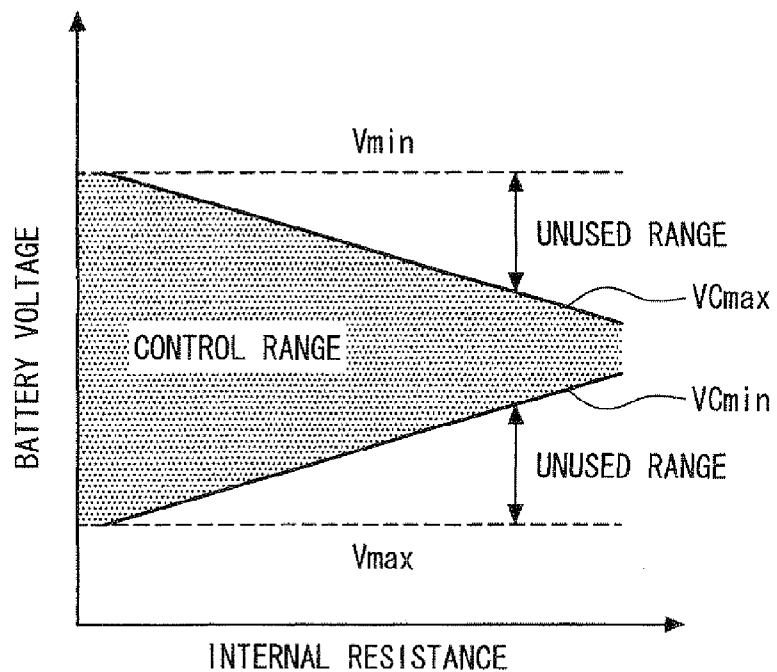 Vmin
UNUSED RANGE
VCmax
CONTROL RANGE
VCmin
UNUSED RANGE
Vmax
BATTERY VOLTAGE
INTERNAL RESISTANCE